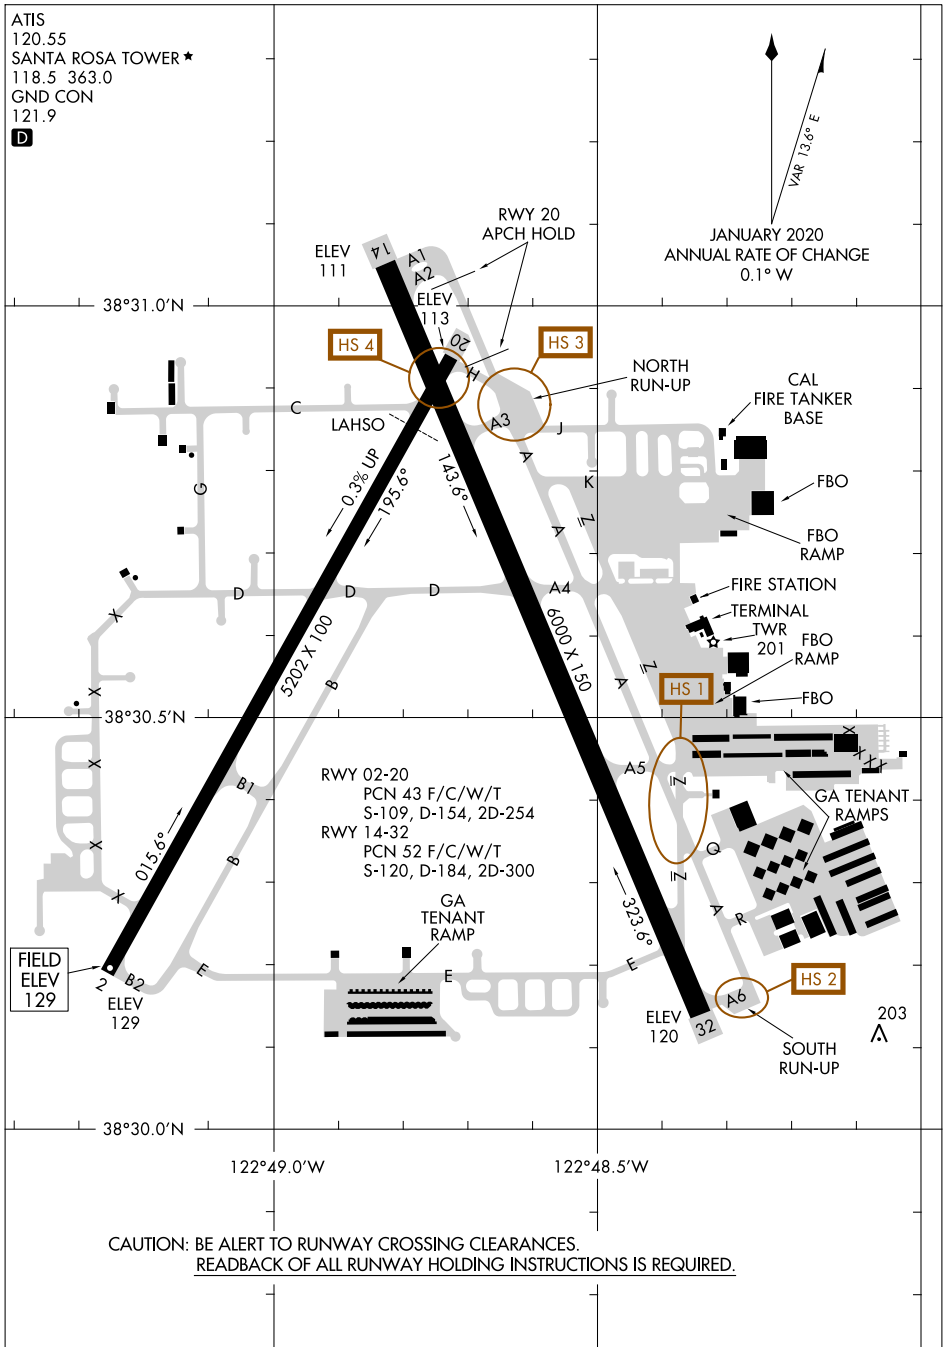 ATIS
120.55
SANTA ROSA TOWER ★
118.5 363.0
GND CON
121.9
D
VAR 13.6° E
JANUARY 2020
ANNUAL RATE OF CHANGE
0.1° W
RWY 20
APCH HOLD
ELEV
111
14
A1
A2
ELEV
113
20
38°31.0'N
HS 4
HS 3
H
NORTH
RUN-UP
CAL
FIRE TANKER
BASE
C
LAHSO
A3
J
A
0.3% UP
195.6°
143.6°
K
G
FBO
A
Z
FBO
RAMP
D
D
D
A4
FIRE STATION
TERMINAL
TWR
201
X
6000 X 150
5202 X 100
B
A
Z
FBO
RAMP
HS 1
FBO
X
38°30.5'N
X
X
X
X
X
X
A5
Z
B1
RWY 02-20
PCN 43 F/C/W/T
S-109, D-154, 2D-254
RWY 14-32
PCN 52 F/C/W/T
S-120, D-184, 2D-300
GA TENANT
RAMPS
015.6°
B
X
X
Q
Z
A
R
323.6°
GA
TENANT
RAMP
FIELD
ELEV
129
2
B2
ELEV
129
E
E
E
HS 2
A6
ELEV
120
32
SOUTH
RUN-UP
203
38°30.0'N
122°49.0'W
122°48.5'W
CAUTION: BE ALERT TO RUNWAY CROSSING CLEARANCES.
READBACK OF ALL RUNWAY HOLDING INSTRUCTIONS IS REQUIRED.